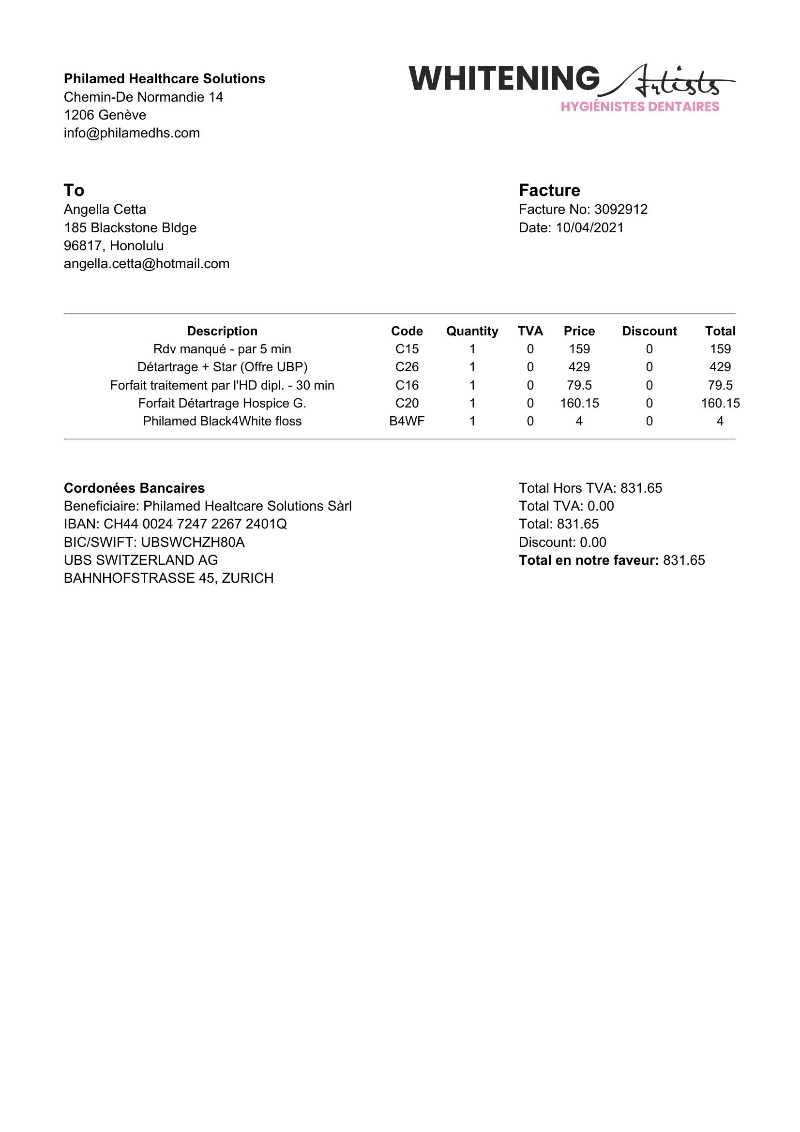 Philamed Healthcare Solutions
Chemin-De Normandie 14
1206 Genève
info@philamedhs.com
WHITENING Artists
HYGIÉNISTES DENTAIRES
To
Angella Cetta
185 Blackstone Bldge
96817, Honolulu
angella.cetta@hotmail.com
Facture
Facture No: 3092912
Date: 10/04/2021
Description Code Quantity TVA Price Discount Total
Rdv manqué - par 5 min C15 1 0 159 0 159
Détartrage + Star (Offre UBP) C26 1 0 429 0 429
Forfait traitement par l'HD dipl. - 30 min C16 1 0 79.5 0 79.5
Forfait Détartrage Hospice G. C20 1 0 160.15 0 160.15
Philamed Black4White floss B4WF 1 0 4 0 4
Cordonées Bancaires
Beneficiaire: Philamed Healtcare Solutions Sàrl
IBAN: CH44 0024 7247 2267 2401Q
BIC/SWIFT: UBSWCHZH80A
UBS SWITZERLAND AG
BAHNHOFSTRASSE 45, ZURICH
Total Hors TVA: 831.65
Total TVA: 0.00
Total: 831.65
Discount: 0.00
Total en notre faveur: 831.65